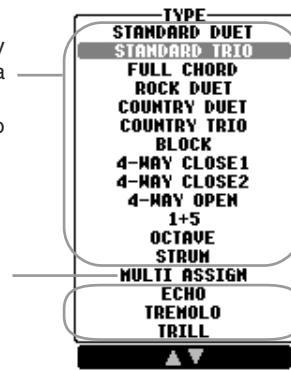 TYPE
STANDARD DUET
STANDARD TRIO
FULL CHORD
ROCK DUET
COUNTRY DUET
COUNTRY TRIO
BLOCK
4-WAY CLOSE1
4-WAY CLOSE2
4-WAY OPEN
1+5
OCTAVE
STRUM
MULTI ASSIGN
ECHO
TREMOLO
TRILL